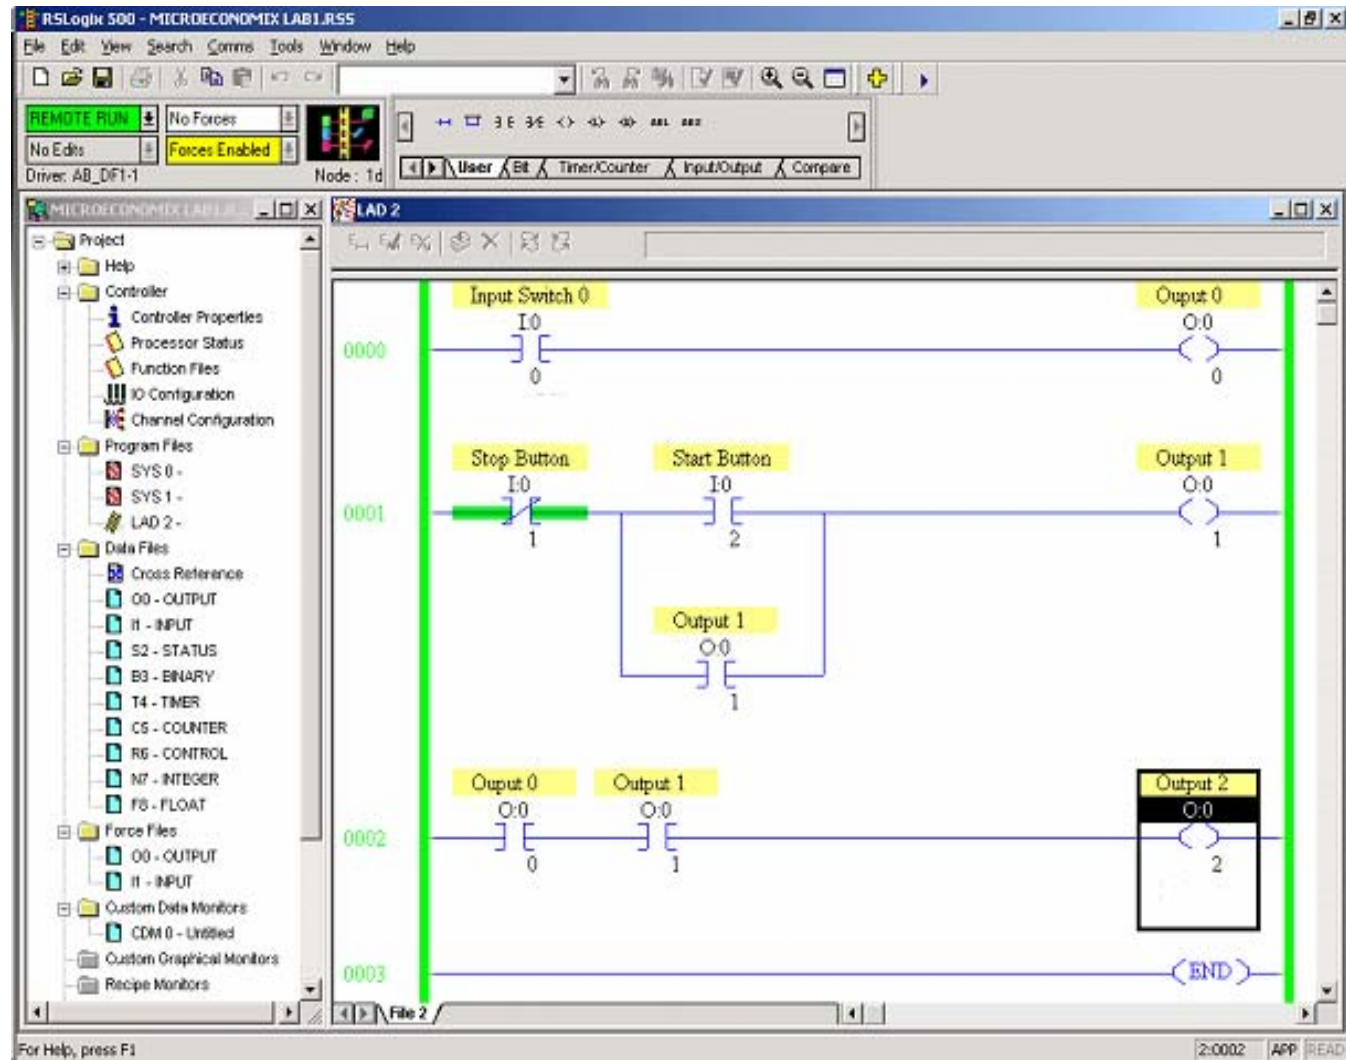 RSLogix 500 - MICROECONOMIX LAB1.RSS
File Edit View Search Comms Tools Window Help
REMOTE RUN No Forces
No Edits Forces Enabled
Driver: AB_DF1-1 Node : 1d
User Bit Timer/Counter Input/Output Compare
LAD 2
Project
Help
Controller
Controller Properties
Processor Status
Function Files
IO Configuration
Channel Configuration
Program Files
SYS 0 -
SYS 1 -
LAD 2 -
Data Files
Cross Reference
O0 - OUTPUT
I1 - INPUT
S2 - STATUS
B3 - BINARY
T4 - TIMER
C5 - COUNTER
R6 - CONTROL
N7 - INTEGER
F8 - FLOAT
Force Files
O0 - OUTPUT
I1 - INPUT
Custom Data Monitors
CDM 0 - Untitled
Custom Graphical Monitors
Recipe Monitors
Input Switch 0 Ouput 0
I:0 O:0
0000
0 0
Stop Button Start Button Output 1
I:0 I:0 O:0
0001
1 2 1
Output 1
O:0
1
Ouput 0 Output 1 Output 2
O:0 O:0 O:0
0002
0 1 2
0003 END
File 2
For Help, press F1 2:0002 APP READ